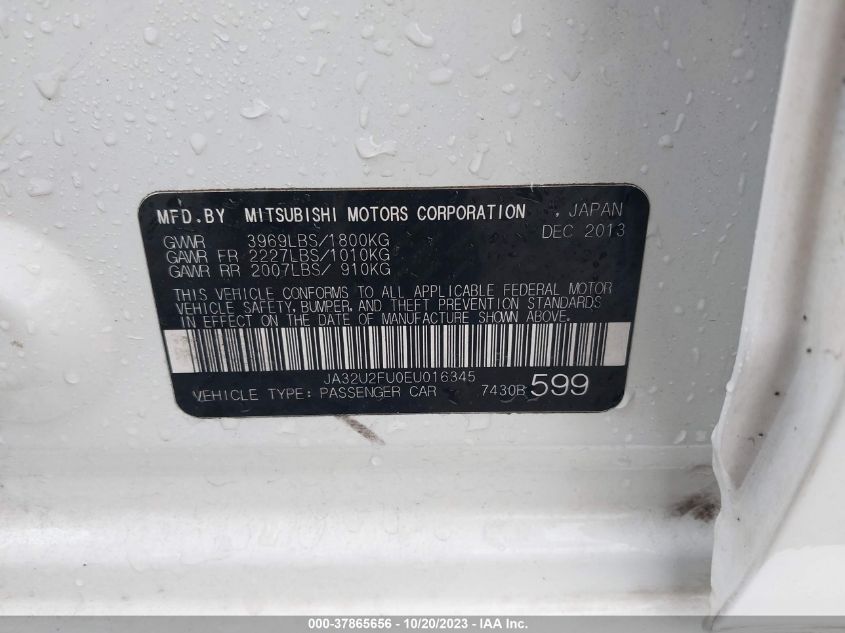 MFD.BY MITSUBISHI MOTORS CORPORATION , JAPAN
GVWR 3969LBS/1800KG DEC 2013
GAWR FR 2227LBS/1010KG
GAWR RR 2007LBS/ 910KG
THIS VEHICLE CONFORMS TO ALL APPLICABLE FEDERAL MOTOR
VEHICLE SAFETY, BUMPER, AND THEFT PREVENTION STANDARDS
IN EFFECT ON THE DATE OF MANUFACTURE SHOWN ABOVE.
JA32U2FU0EU016345
VEHICLE TYPE: PASSENGER CAR 7430B 599
000-37865656 - 10/20/2023 - IAA Inc.